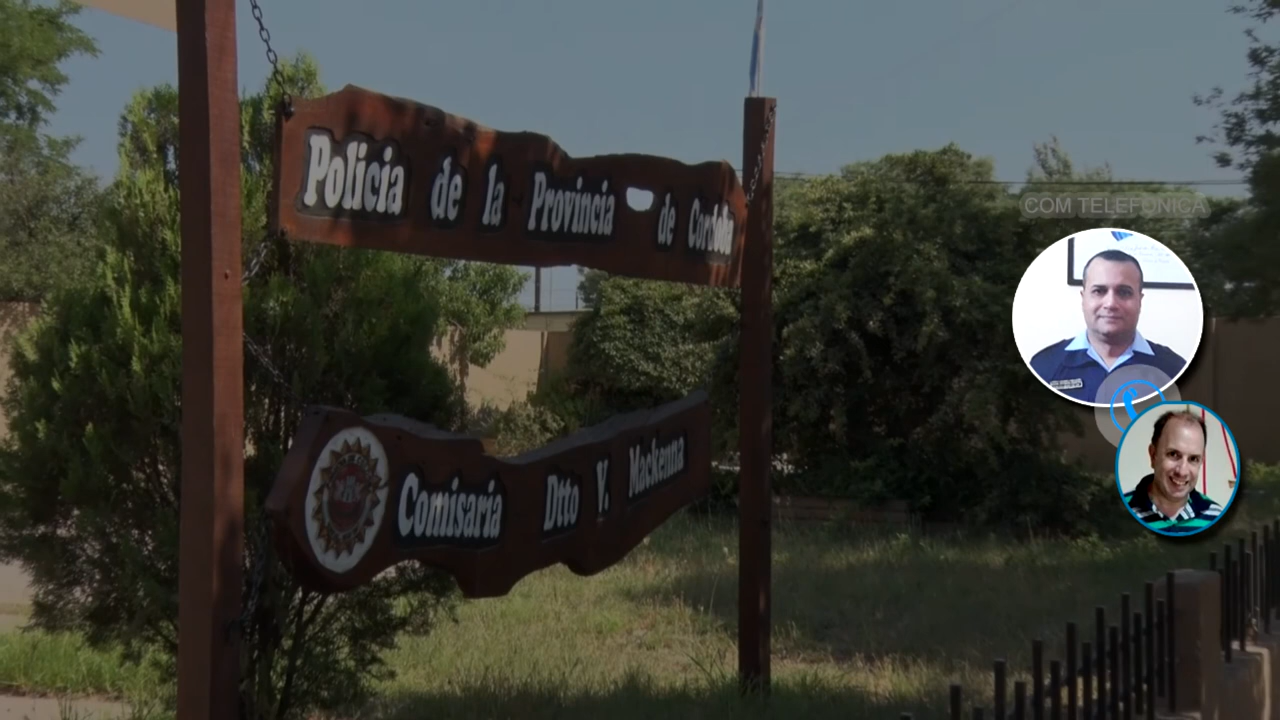 Policia de la Provincia de Cordoba
COM TELEFONICA
Comisaria Dtto V. Mackenna